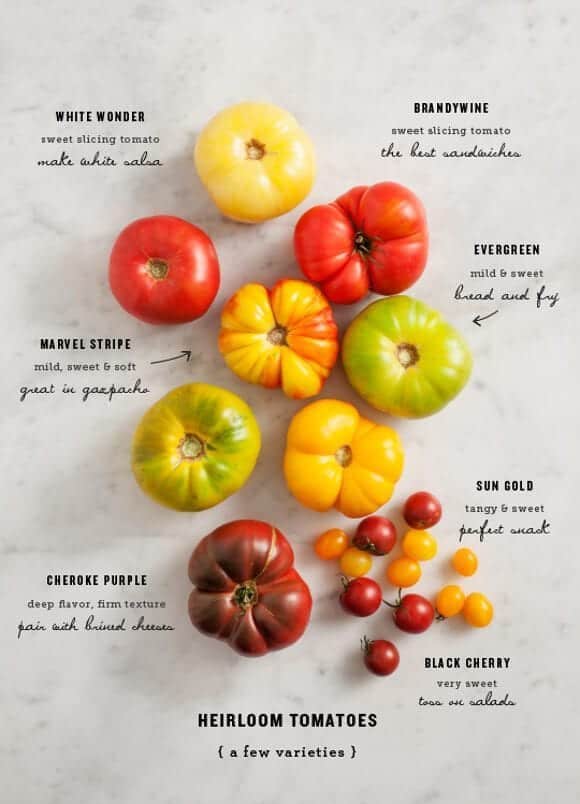 WHITE WONDER
sweet slicing tomato
make white salsa
BRANDYWINE
sweet slicing tomato
the best sandwiches
EVERGREEN
mild & sweet
bread and fry
MARVEL STRIPE
mild, sweet & soft
great in gazpacho
SUN GOLD
tangy & sweet
perfect snack
CHEROKE PURPLE
deep flavor, firm texture
pair with brined cheeses
BLACK CHERRY
very sweet
toss on salads
HEIRLOOM TOMATOES
{ a few varieties }